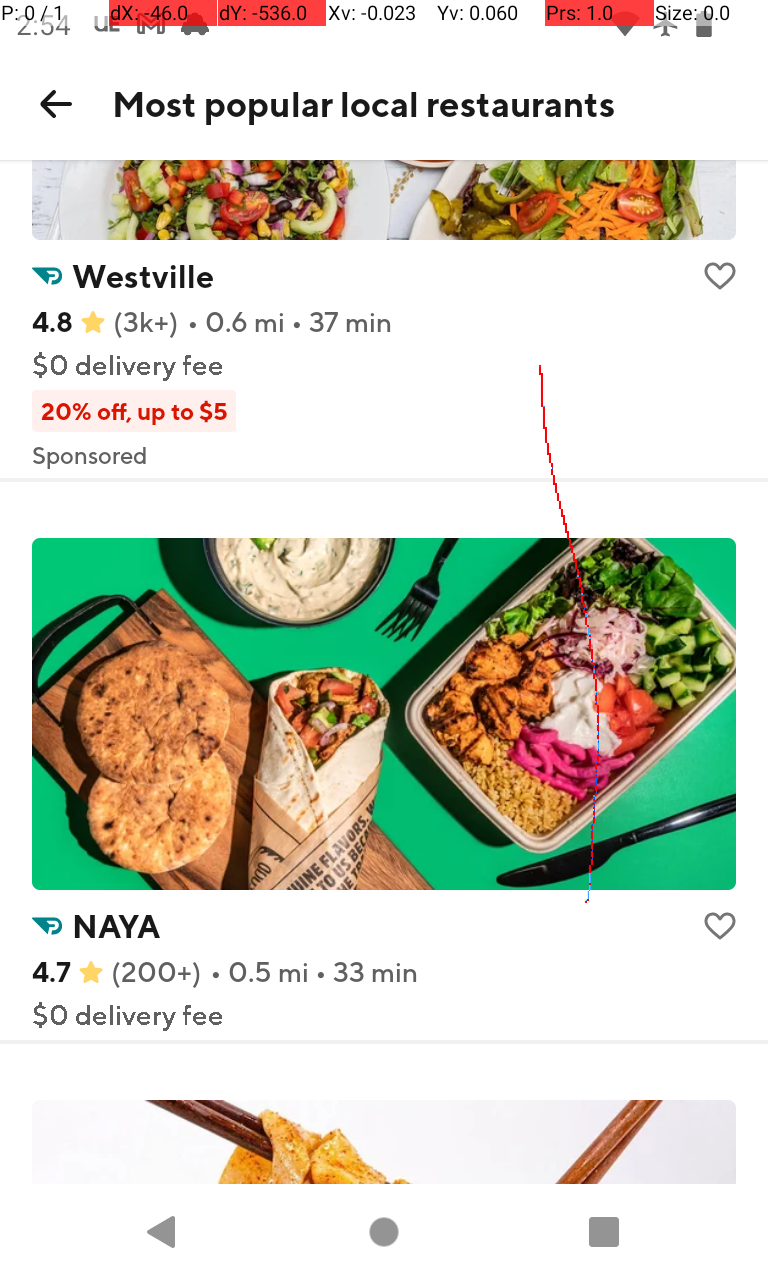 P: 0 / 1 dX: -46.0 dY: -536.0 Xv: -0.023 Yv: 0.060 Prs: 1.0 Size: 0.0
2:54
Most popular local restaurants
Westville
4.8 (3k+) • 0.6 mi • 37 min
$0 delivery fee
20% off, up to $5
Sponsored
NAYA
4.7 (200+) • 0.5 mi • 33 min
$0 delivery fee